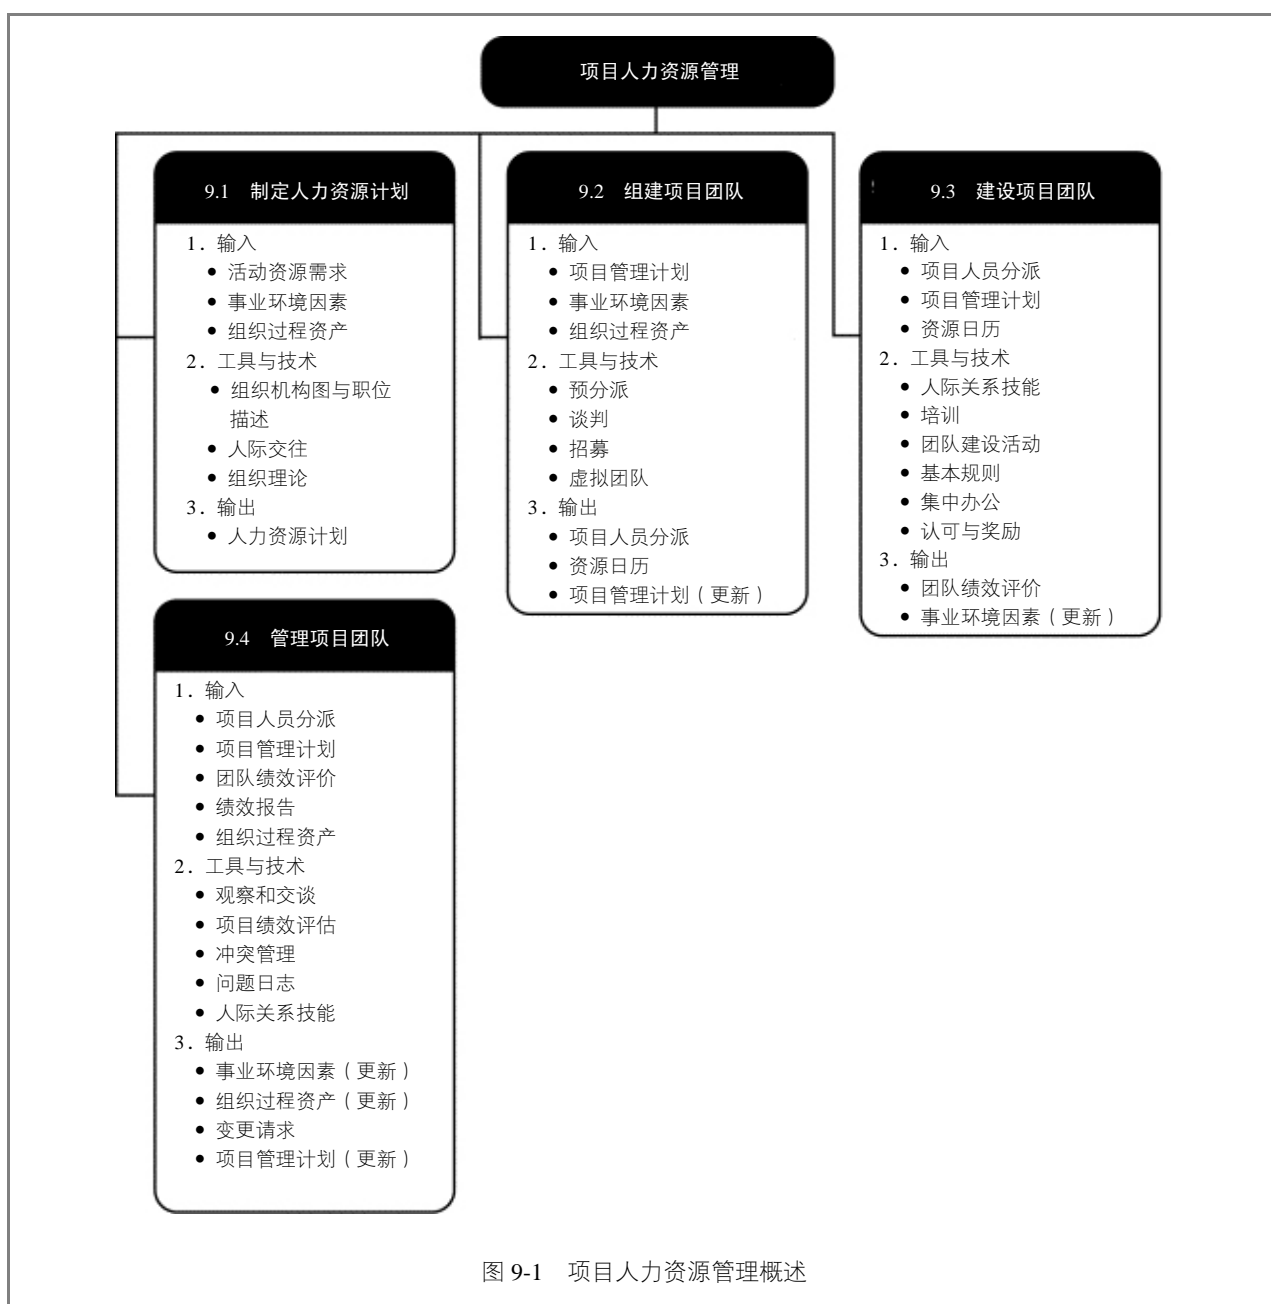 项目人力资源管理
9.1 制定人力资源计划
1. 输入
• 活动资源需求
• 事业环境因素
• 组织过程资产
2. 工具与技术
• 组织机构图与职位
描述
• 人际交往
• 组织理论
3. 输出
• 人力资源计划
9.2 组建项目团队
1. 输入
• 项目管理计划
• 事业环境因素
• 组织过程资产
2. 工具与技术
• 预分派
• 谈判
• 招募
• 虚拟团队
3. 输出
• 项目人员分派
• 资源日历
• 项目管理计划（更新）
9.3 建设项目团队
1. 输入
• 项目人员分派
• 项目管理计划
• 资源日历
2. 工具与技术
• 人际关系技能
• 培训
• 团队建设活动
• 基本规则
• 集中办公
• 认可与奖励
3. 输出
• 团队绩效评价
• 事业环境因素（更新）
9.4 管理项目团队
1. 输入
• 项目人员分派
• 项目管理计划
• 团队绩效评价
• 绩效报告
• 组织过程资产
2. 工具与技术
• 观察和交谈
• 项目绩效评估
• 冲突管理
• 问题日志
• 人际关系技能
3. 输出
• 事业环境因素（更新）
• 组织过程资产（更新）
• 变更请求
• 项目管理计划（更新）
图 9-1 项目人力资源管理概述